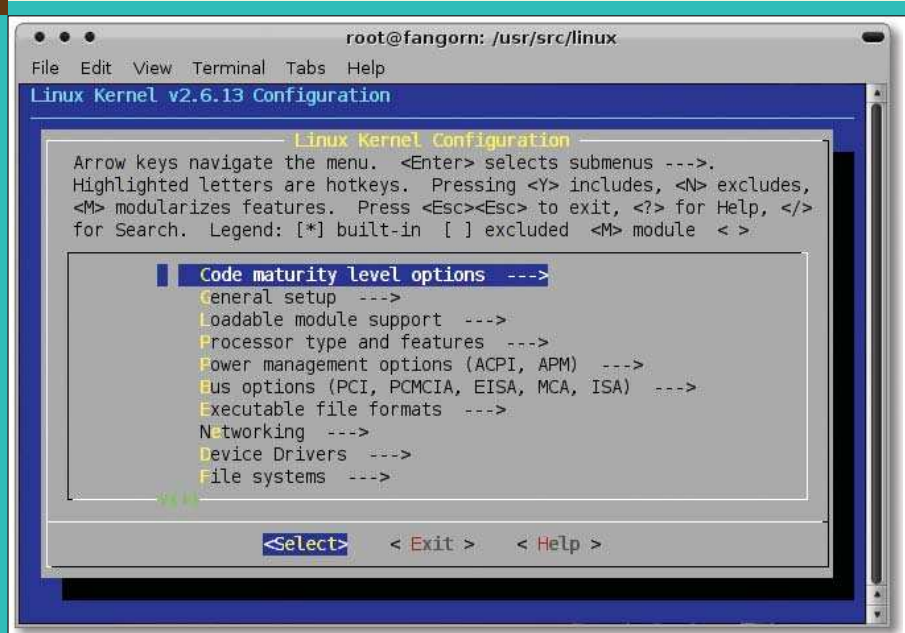 root@fangorn: /usr/src/linux
File Edit View Terminal Tabs Help
Linux Kernel v2.6.13 Configuration
Linux Kernel Configuration
Arrow keys navigate the menu. <Enter> selects submenus --->.
Highlighted letters are hotkeys. Pressing <Y> includes, <N> excludes,
<M> modularizes features. Press <Esc><Esc> to exit, <?> for Help, </>
for Search. Legend: [*] built-in [ ] excluded <M> module < >
Code maturity level options --->
General setup --->
Loadable module support --->
Processor type and features --->
Power management options (ACPI, APM) --->
Bus options (PCI, PCMCIA, EISA, MCA, ISA) --->
Executable file formats --->
Networking --->
Device Drivers --->
File systems --->
<Select> < Exit > < Help >